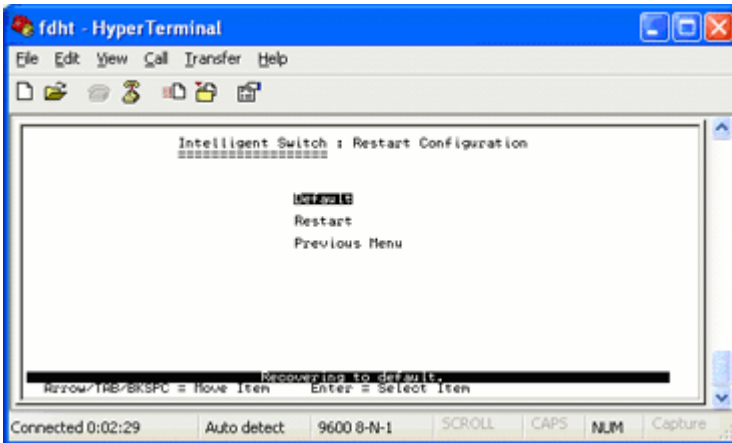 fdht - HyperTerminal
File Edit View Call Transfer Help
Intelligent Switch : Restart Configuration
===================
Default
Restart
Previous Menu
Recovering to default.
Arrow/TAB/BKSPC = Move Item Enter = Select Item
Connected 0:02:29 Auto detect 9600 8-N-1 SCROLL CAPS NUM Capture